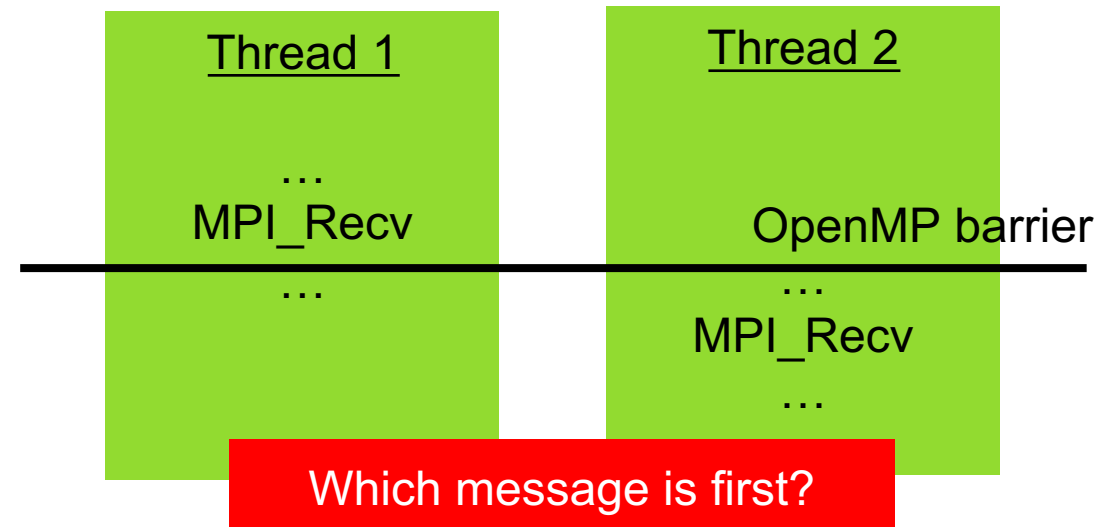 Thread 1
…
MPI_Recv
…
Thread 2
OpenMP barrier
…
MPI_Recv
…
Which message is first?